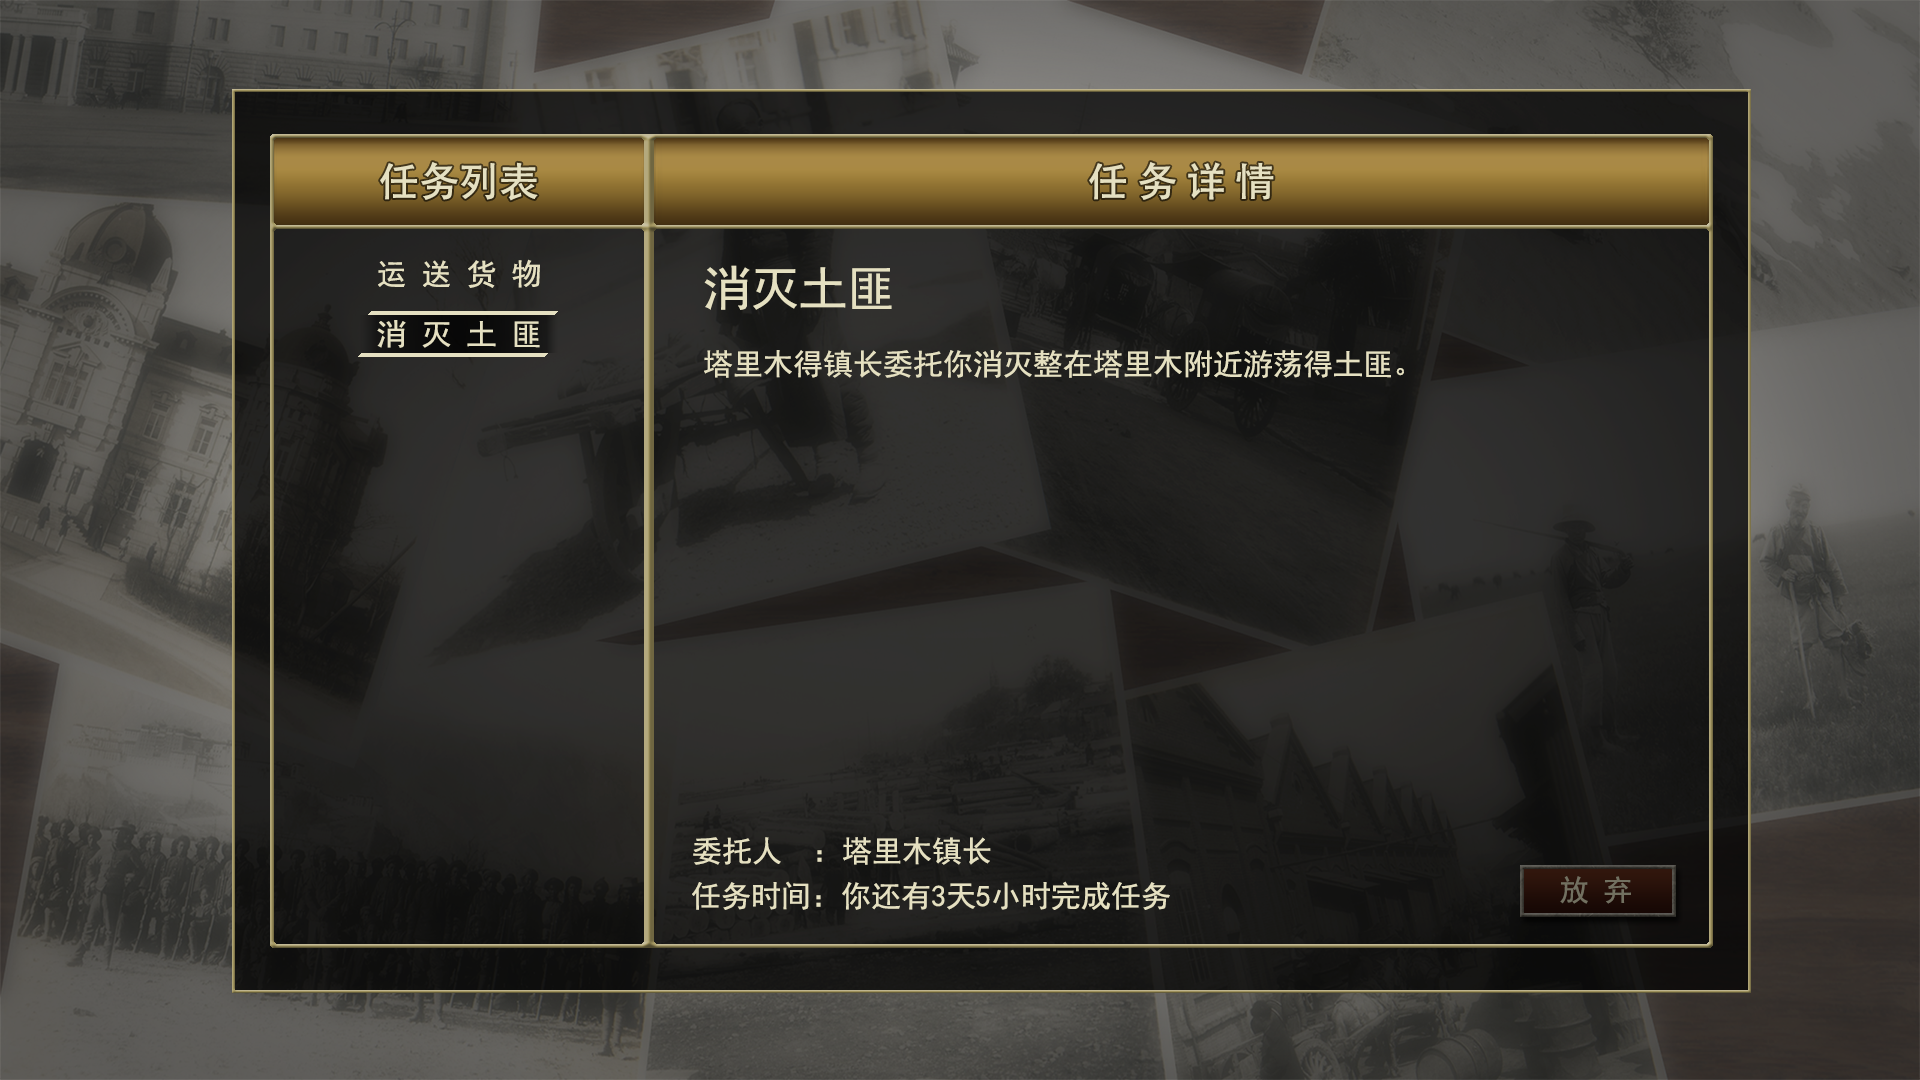 任务列表
任务详情
运送货物
消灭土匪
消灭土匪
塔里木得镇长委托你消灭整在塔里木附近游荡得土匪。
委托人 ：塔里木镇长
任务时间：你还有3天5小时完成任务
放弃